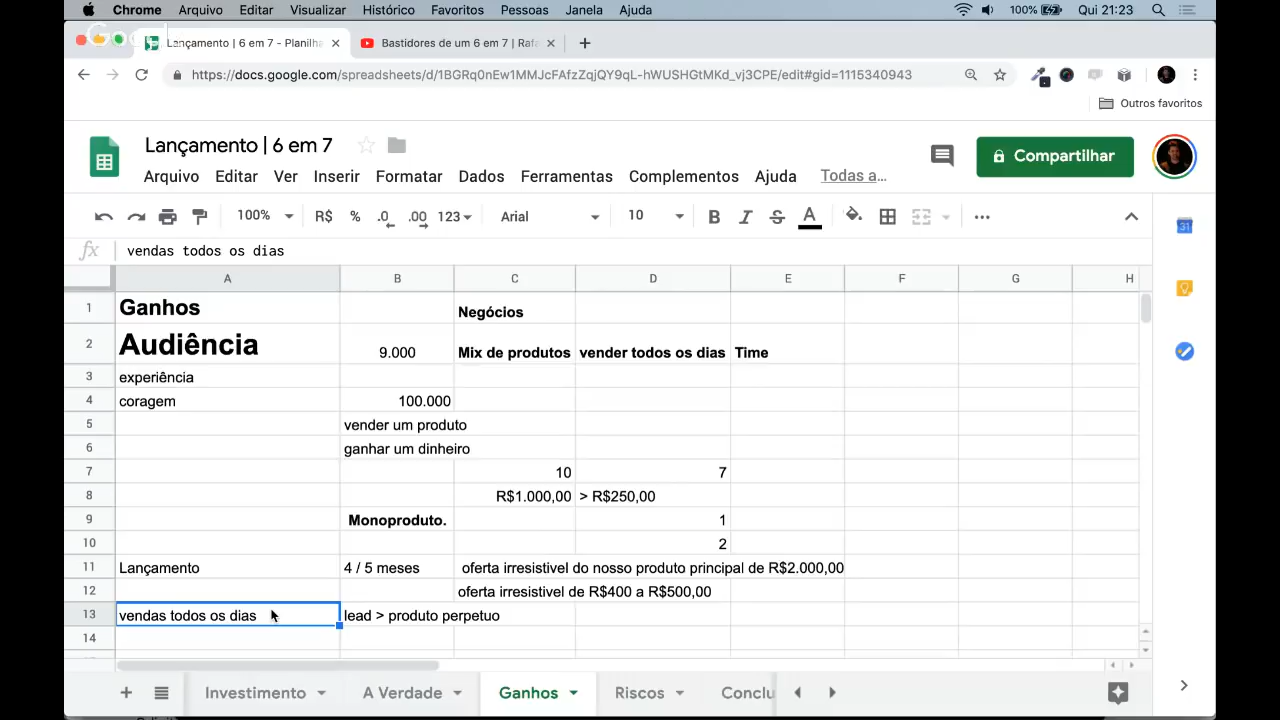 Chrome Arquivo Editar Visualizar Histórico Favoritos Pessoas Janela Ajuda 100% Qui 21:23
Lançamento | 6 em 7 - Planilha Bastidores de um 6 em 7 | Rafa
https://docs.google.com/spreadsheets/d/1BGRq0nEw1MMJcFAfzZqjQY9qL-hWUSHGtMKd_vj3CPE/edit#gid=1115340943
Outros favoritos
Lançamento | 6 em 7
Compartilhar
Arquivo Editar Ver Inserir Formatar Dados Ferramentas Complementos Ajuda Todas a...
100% R$ % .0 .00 123 Arial 10 B I S A
fx vendas todos os dias
A B C D E F G H
1 Ganhos Negócios
2 Audiência 9.000 Mix de produtos vender todos os dias Time
3 experiência
4 coragem 100.000
5 vender um produto
6 ganhar um dinheiro
7 10 7
8 R$1.000,00 > R$250,00
9 Monoproduto. 1
10 2
11 Lançamento 4 / 5 meses oferta irresistivel do nosso produto principal de R$2.000,00
12 oferta irresistivel de R$400 a R$500,00
13 vendas todos os dias lead > produto perpetuo
14
Investimento A Verdade Ganhos Riscos Conclu
31